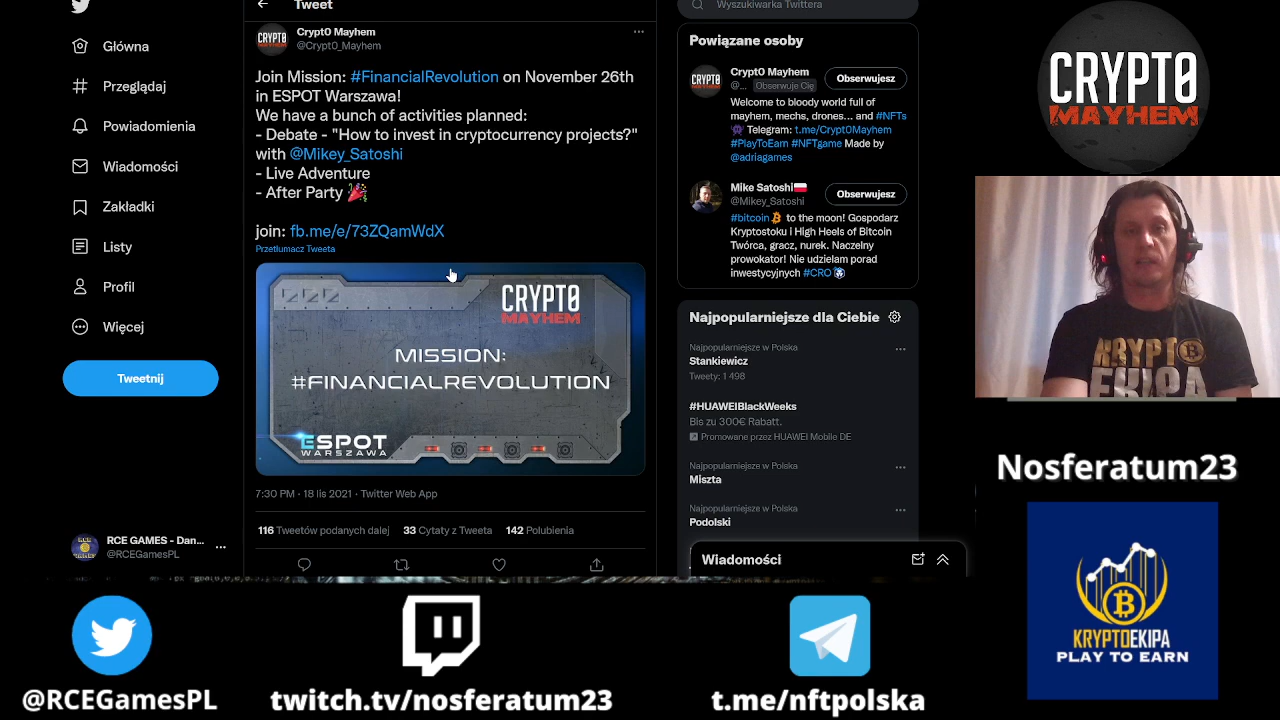 Tweet
Wyszukiwarka Twittera
Główna
Przeglądaj
Powiadomienia
Wiadomości
Zakładki
Listy
Profil
Więcej
Tweetnij
RCE GAMES - Dan...
@RCEGamesPL
CRYPT0
MAYHEM
Crypt0 Mayhem
@Crypt0_Mayhem
Join Mission: #FinancialRevolution on November 26th
in ESPOT Warszawa!
We have a bunch of activities planned:
- Debate - "How to invest in cryptocurrency projects?"
with @Mikey_Satoshi
- Live Adventure
- After Party 🎉
join: fb.me/e/73ZQamWdX
Przetłumacz Tweeta
CRYPT0
MAYHEM
MISSION:
#FINANCIALREVOLUTION
ESPOT
WARSZAWA
7:30 PM · 18 lis 2021 · Twitter Web App
116 Tweetów podanych dalej 33 Cytaty z Tweeta 142 Polubienia
Powiązane osoby
CRYPT0
MAYHEM
Crypt0 Mayhem
@... Obserwuje Cię
Obserwujesz
Welcome to bloody world full of
mayhem, mechs, drones... and #NFTs
👾 Telegram: t.me/Crypt0Mayhem
#PlayToEarn #NFTgame Made by
@adriagames
Mike Satoshi🇵🇱
@Mikey_Satoshi
Obserwujesz
#bitcoin to the moon! Gospodarz
Kryptostoku i High Heels of Bitcoin
Twórca, gracz, nurek. Naczelny
prowokator! Nie udzielam porad
inwestycyjnych #CRO
Najpopularniejsze dla Ciebie
Najpopularniejsze w Polska
Stankiewicz
Tweety: 1 498
#HUAWEIBlackWeeks
Bis zu 300€ Rabatt.
Promowane przez HUAWEI Mobile DE
Najpopularniejsze w Polska
Miszta
Najpopularniejsze w Polska
Podolski
Wiadomości
CRYPT0
MAYHEM
KRYPT
EKIPA
Nosferatum23
KRYPTOEKIPA
PLAY TO EARN
@RCEGamesPL
twitch.tv/nosferatum23
t.me/nftpolska